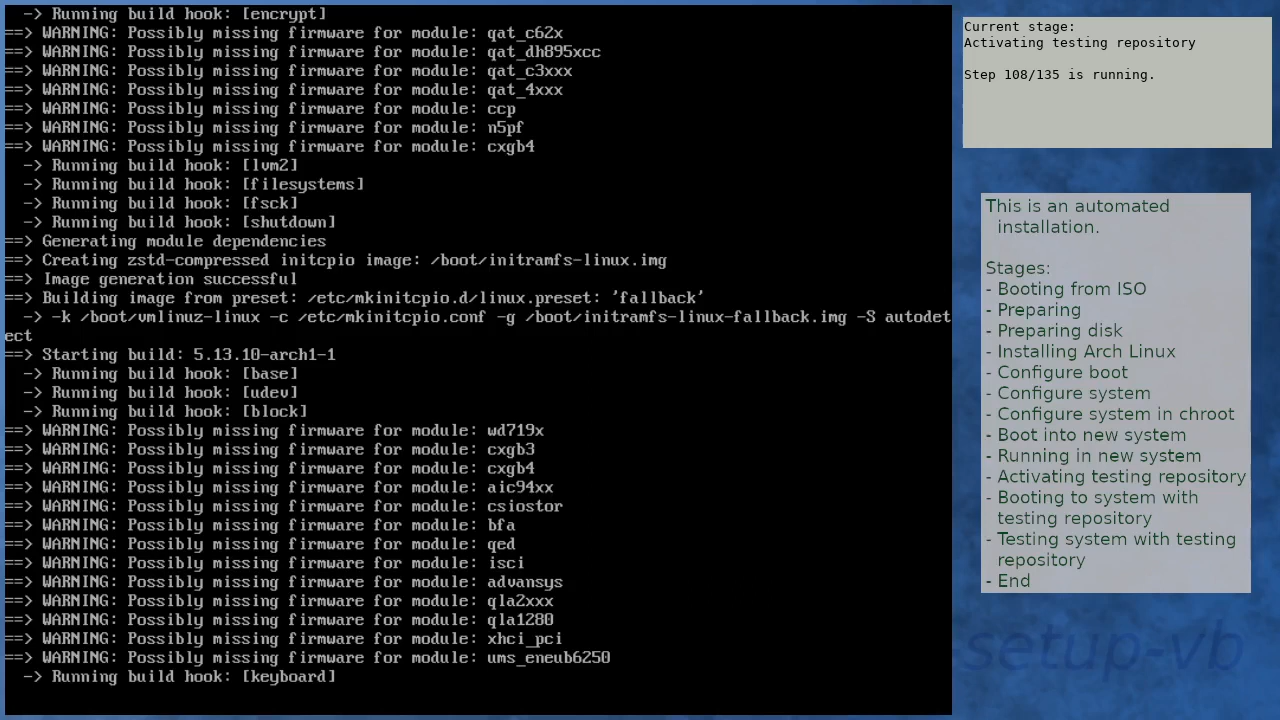 -> Running build hook: [encrypt]
==> WARNING: Possibly missing firmware for module: qat_c62x
==> WARNING: Possibly missing firmware for module: qat_dh895xcc
==> WARNING: Possibly missing firmware for module: qat_c3xxx
==> WARNING: Possibly missing firmware for module: qat_4xxx
==> WARNING: Possibly missing firmware for module: ccp
==> WARNING: Possibly missing firmware for module: n5pf
==> WARNING: Possibly missing firmware for module: cxgb4
-> Running build hook: [lvm2]
-> Running build hook: [filesystems]
-> Running build hook: [fsck]
-> Running build hook: [shutdown]
==> Generating module dependencies
==> Creating zstd-compressed initcpio image: /boot/initramfs-linux.img
==> Image generation successful
==> Building image from preset: /etc/mkinitcpio.d/linux.preset: 'fallback'
-> -k /boot/vmlinuz-linux -c /etc/mkinitcpio.conf -g /boot/initramfs-linux-fallback.img -S autodet
ect
==> Starting build: 5.13.10-arch1-1
-> Running build hook: [base]
-> Running build hook: [udev]
-> Running build hook: [block]
==> WARNING: Possibly missing firmware for module: wd719x
==> WARNING: Possibly missing firmware for module: cxgb3
==> WARNING: Possibly missing firmware for module: cxgb4
==> WARNING: Possibly missing firmware for module: aic94xx
==> WARNING: Possibly missing firmware for module: csiostor
==> WARNING: Possibly missing firmware for module: bfa
==> WARNING: Possibly missing firmware for module: qed
==> WARNING: Possibly missing firmware for module: isci
==> WARNING: Possibly missing firmware for module: advansys
==> WARNING: Possibly missing firmware for module: qla2xxx
==> WARNING: Possibly missing firmware for module: qla1280
==> WARNING: Possibly missing firmware for module: xhci_pci
==> WARNING: Possibly missing firmware for module: ums_eneub6250
-> Running build hook: [keyboard]
Current stage:
Activating testing repository
Step 108/135 is running.
This is an automated
installation.
Stages:
- Booting from ISO
- Preparing
- Preparing disk
- Installing Arch Linux
- Configure boot
- Configure system
- Configure system in chroot
- Boot into new system
- Running in new system
- Activating testing repository
- Booting to system with
testing repository
- Testing system with testing
repository
- End
setup-vb